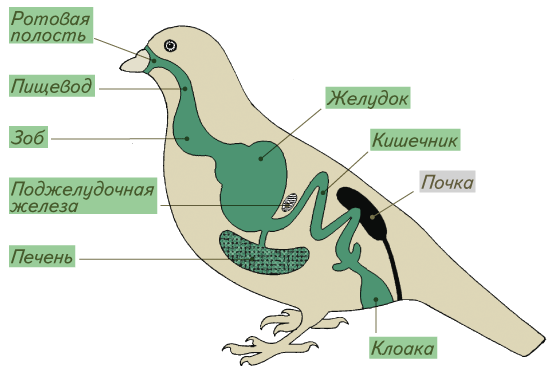 Ротовая
полость
Пищевод
Зоб
Поджелудочная
железа
Печень
Желудок
Кишечник
Почка
Клоака